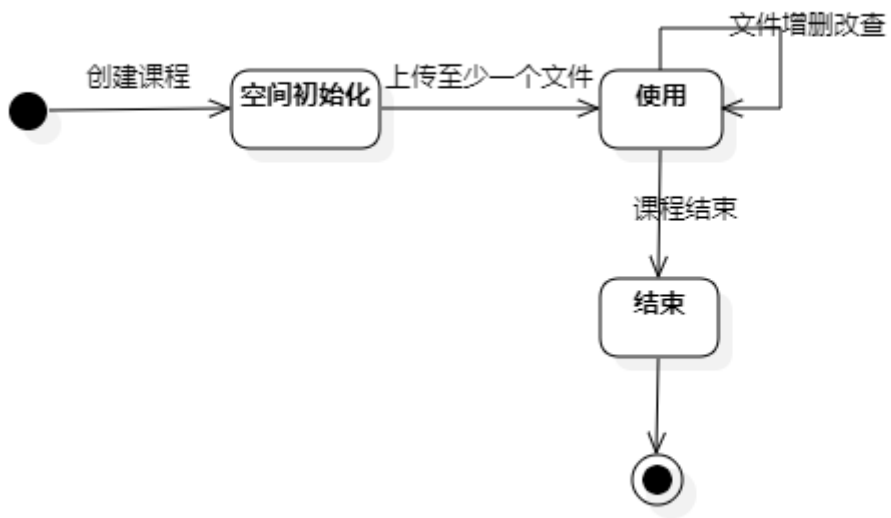 文件增删改查
创建课程
上传至少一个文件
空间初始化
使用
课程结束
结束